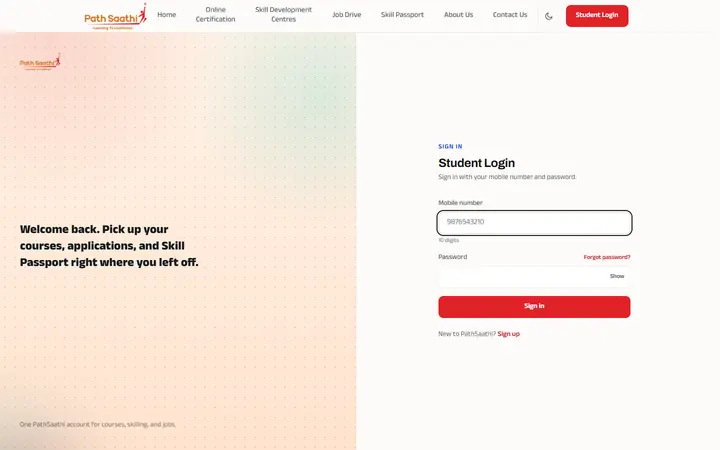 Path Saathi
Home
Online Certification
Skill Development Centres
Job Drive
Skill Passport
About Us
Contact Us
Student Login
Path Saathi
Welcome back. Pick up your
courses, applications, and Skill
Passport right where you left off.
One PathSaathi account for courses, skilling, and jobs.
SIGN IN
Student Login
Sign in with your mobile number and password.
Mobile number
9876543210
10 digits
Password
Forgot password?
Show
Sign in
New to PathSaathi? Sign up